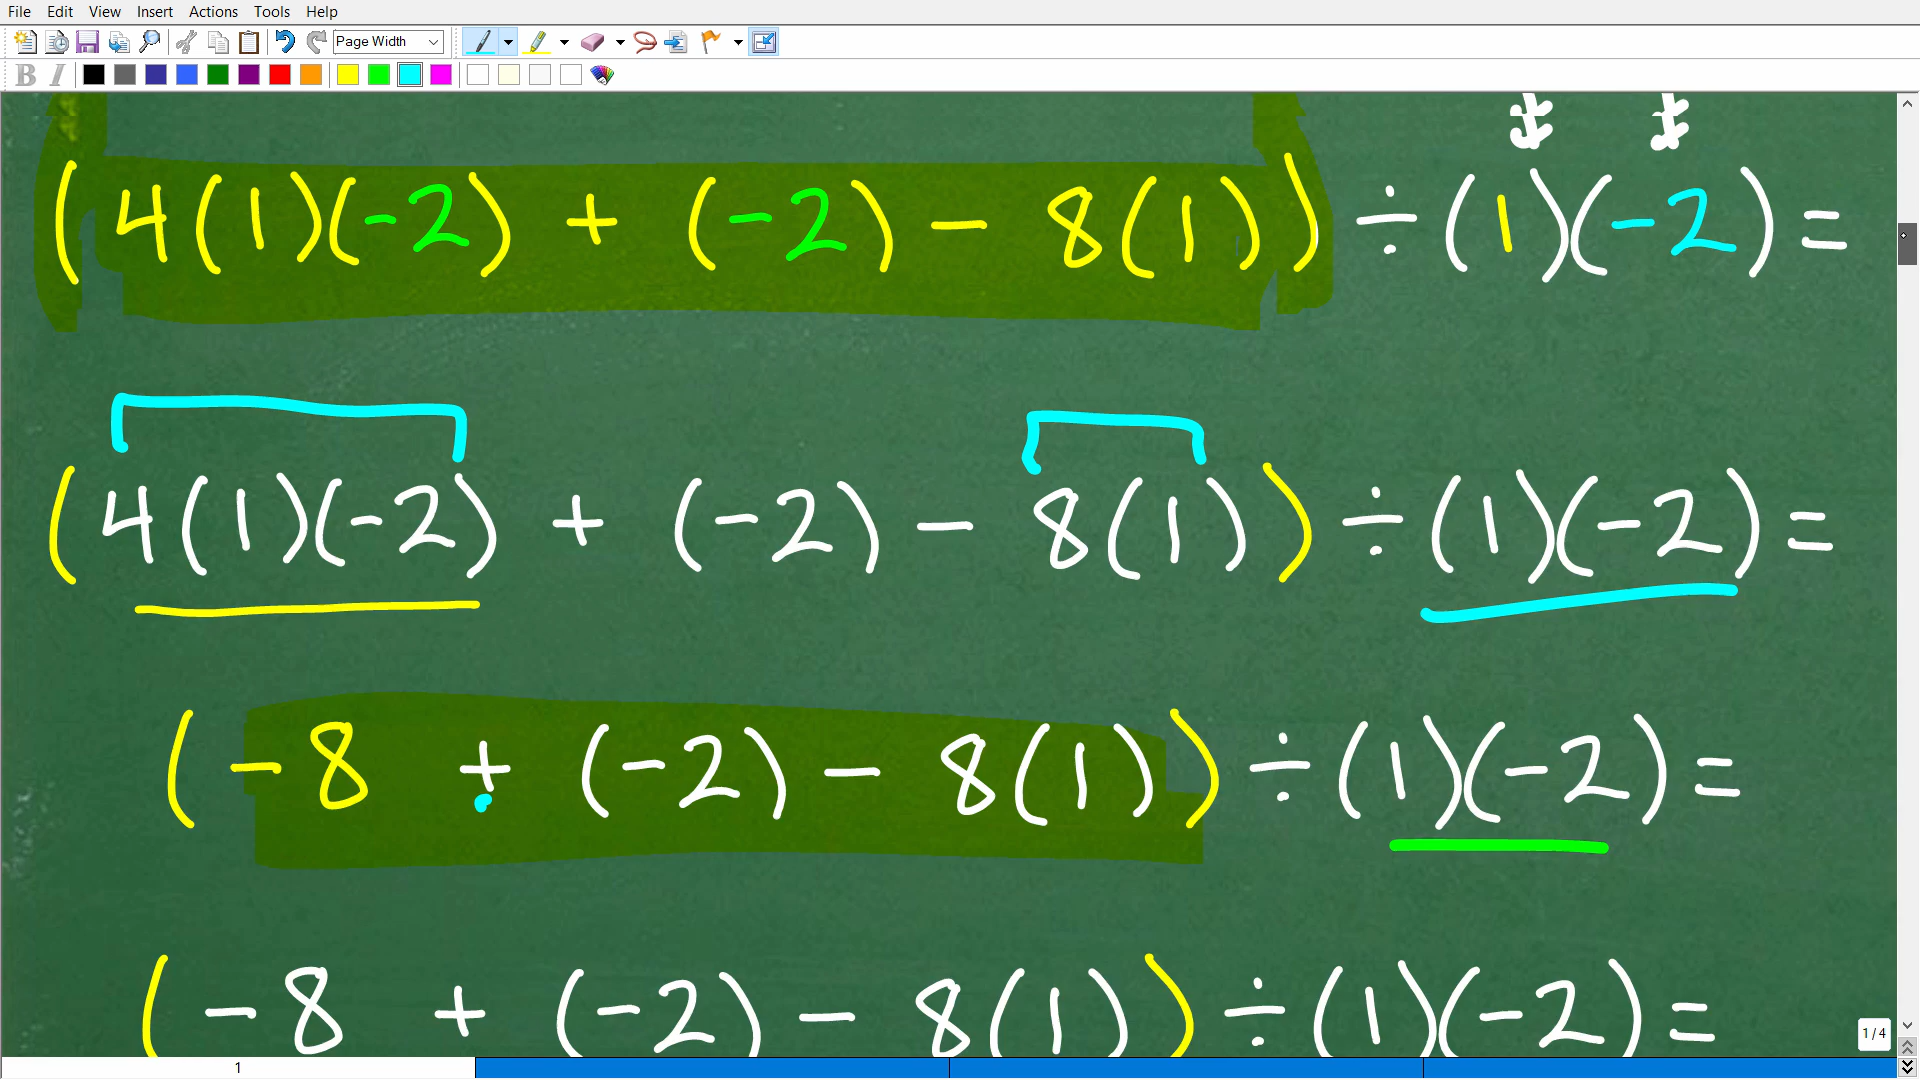 File Edit View Insert Actions Tools Help
Page Width
B I
(4(1)(-2) + (-2) - 8(1)) ÷ (1)(-2) =
(4(1)(-2) + (-2) - 8(1)) ÷ (1)(-2) =
(-8 + (-2) - 8(1)) ÷ (1)(-2) =
(-8 + (-2) - 8(1)) ÷ (1)(-2) =
1/4
1